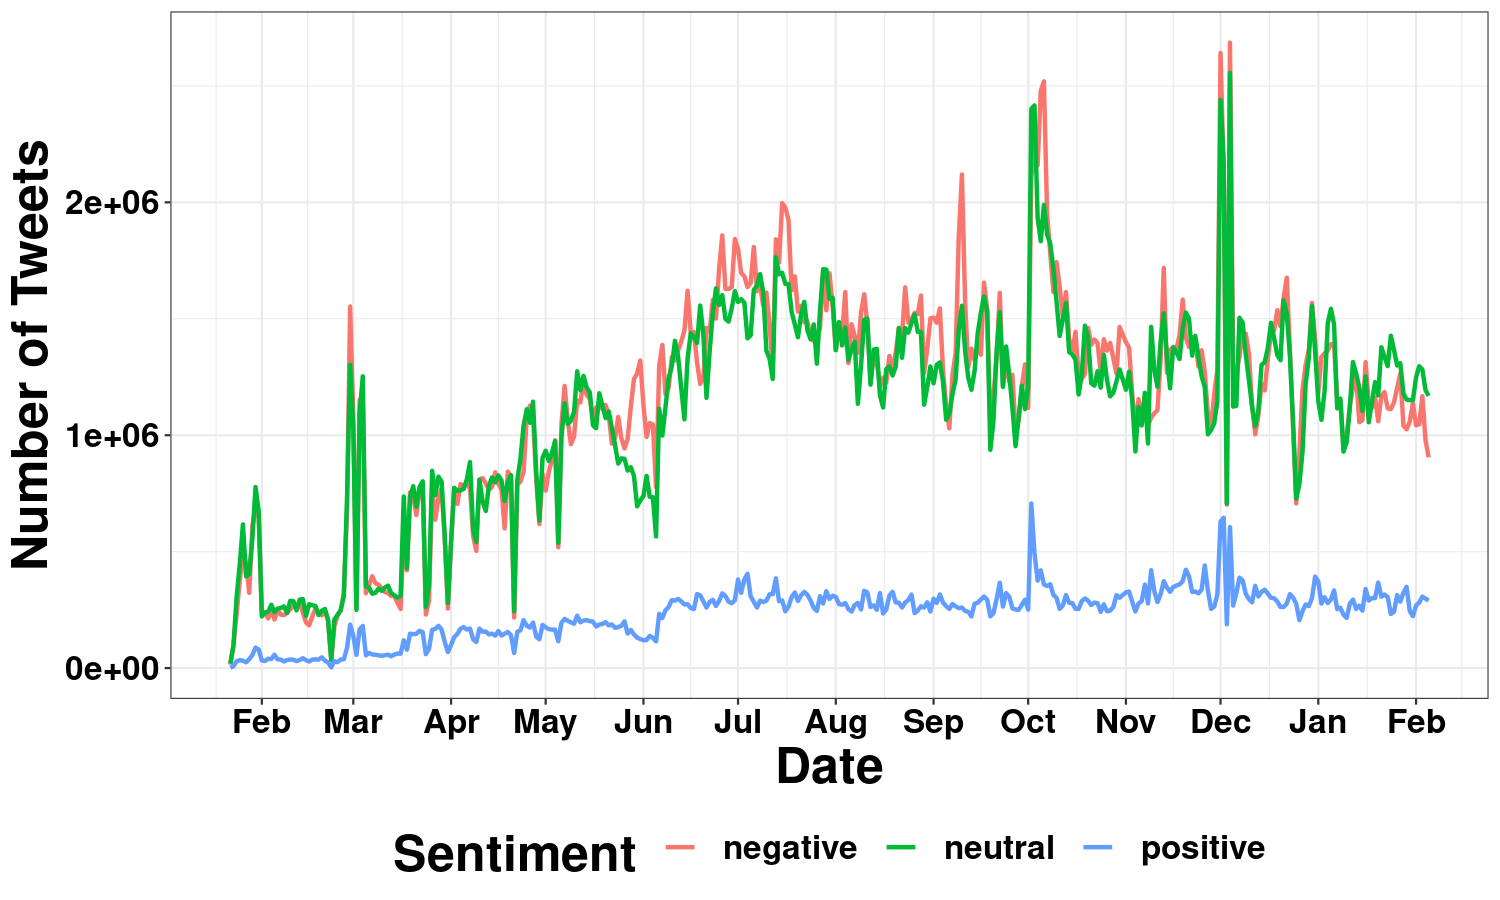 Number of Tweets
2e+06
1e+06
0e+00
Feb Mar Apr May Jun Jul Aug Sep Oct Nov Dec Jan Feb
Date
Sentiment negative neutral positive